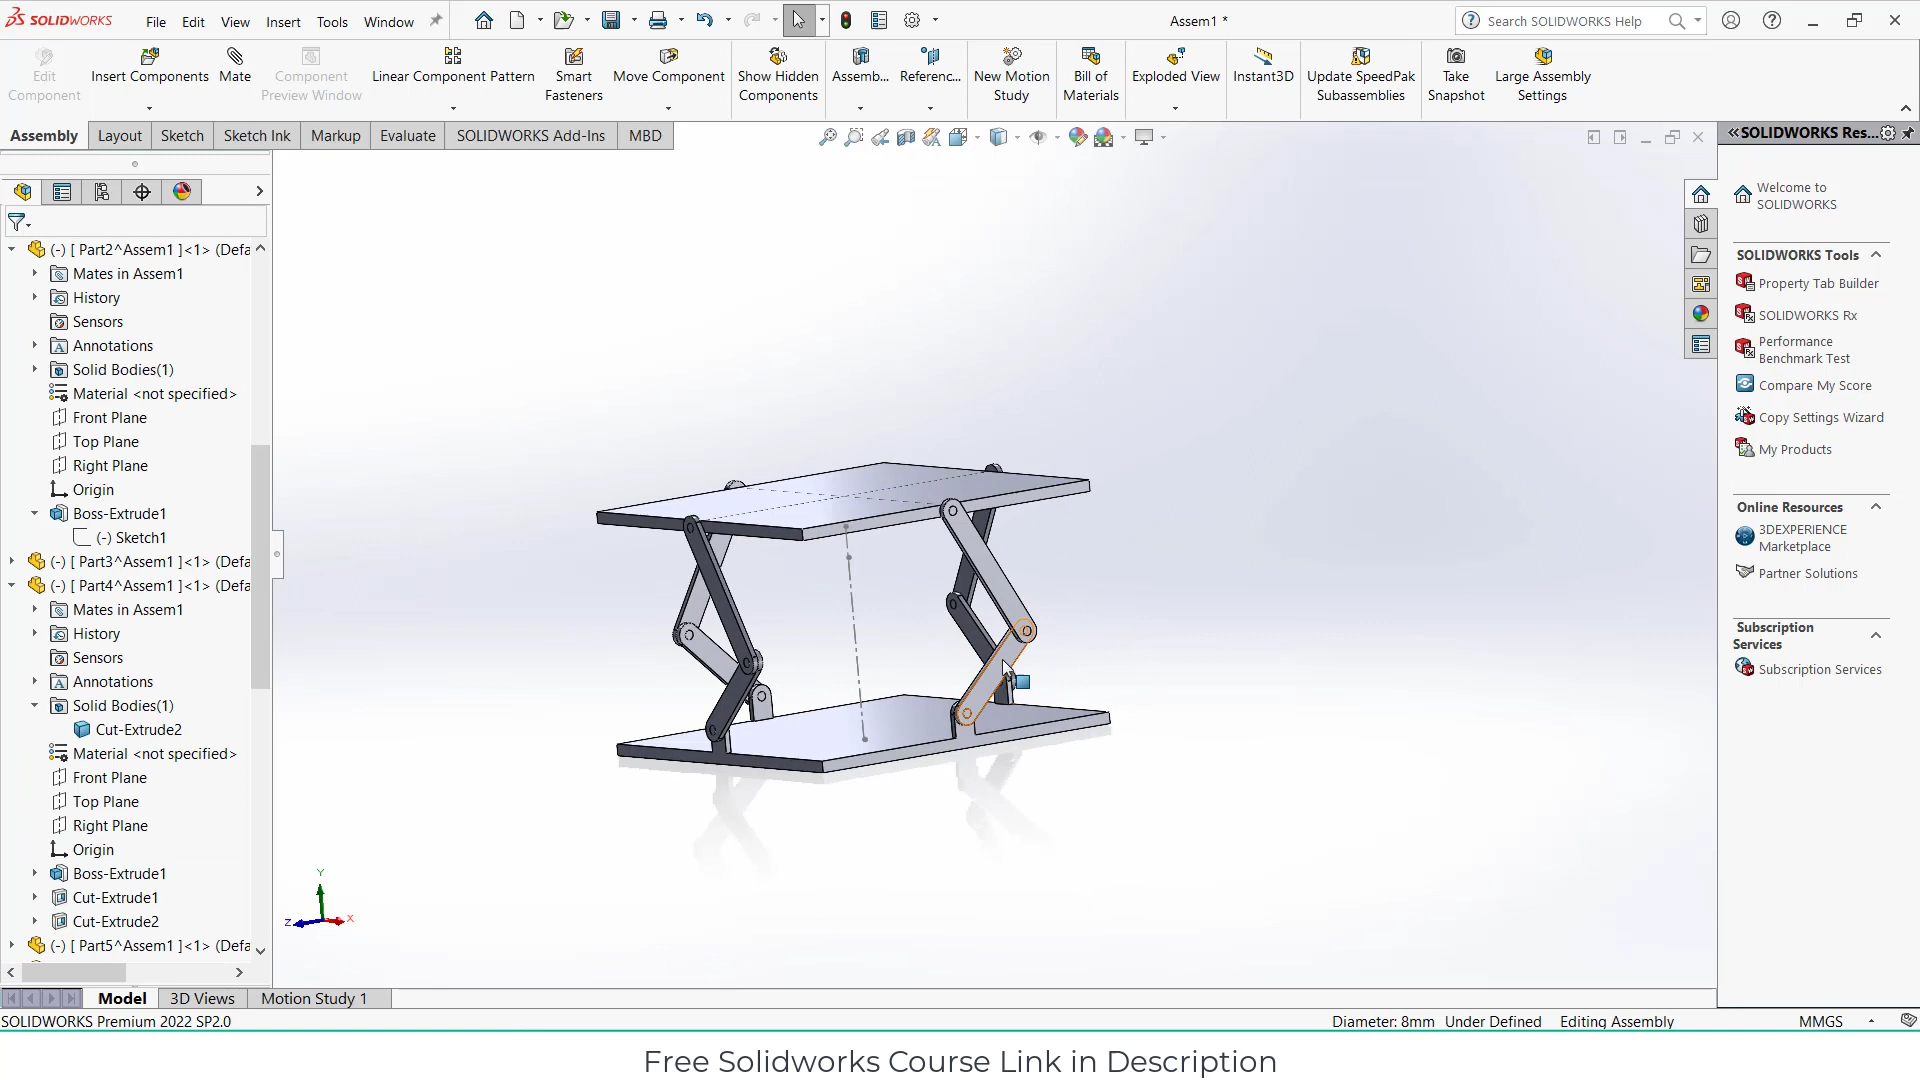 SOLIDWORKS File Edit View Insert Tools Window Assem1 * Search SOLIDWORKS Help
Edit Component
Insert Components
Mate
Component Preview Window
Linear Component Pattern
Smart Fasteners
Move Component
Show Hidden Components
Assemb...
Referenc...
New Motion Study
Bill of Materials
Exploded View
Instant3D
Update SpeedPak Subassemblies
Take Snapshot
Large Assembly Settings
Assembly Layout Sketch Sketch Ink Markup Evaluate SOLIDWORKS Add-Ins MBD
(-) [ Part2^Assem1 ]<1> (Defa
Mates in Assem1
History
Sensors
Annotations
Solid Bodies(1)
Material <not specified>
Front Plane
Top Plane
Right Plane
Origin
Boss-Extrude1
(-) Sketch1
(-) [ Part3^Assem1 ]<1> (Defa
(-) [ Part4^Assem1 ]<1> (Defa
Mates in Assem1
History
Sensors
Annotations
Solid Bodies(1)
Cut-Extrude2
Material <not specified>
Front Plane
Top Plane
Right Plane
Origin
Boss-Extrude1
Cut-Extrude1
Cut-Extrude2
(-) [ Part5^Assem1 ]<1> (Defa
Y
Z
X
SOLIDWORKS Res...
Welcome to
SOLIDWORKS
SOLIDWORKS Tools
Property Tab Builder
SOLIDWORKS Rx
Performance
Benchmark Test
Compare My Score
Copy Settings Wizard
My Products
Online Resources
3DEXPERIENCE
Marketplace
Partner Solutions
Subscription
Services
Subscription Services
Model 3D Views Motion Study 1
SOLIDWORKS Premium 2022 SP2.0 Diameter: 8mm Under Defined Editing Assembly MMGS
Free Solidworks Course Link in Description